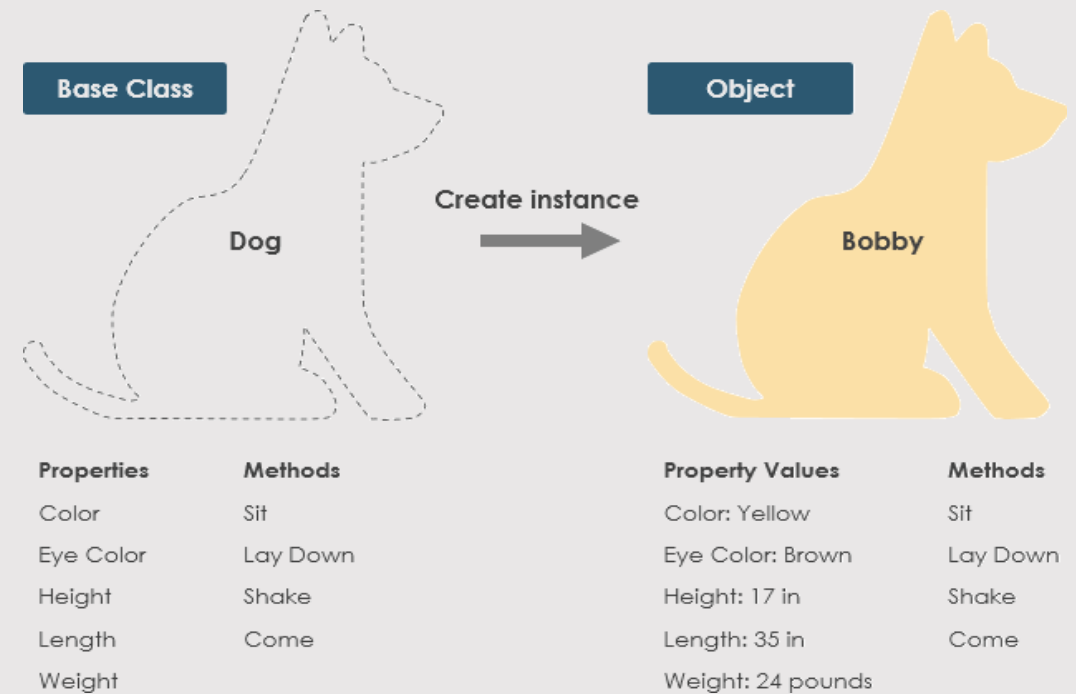 Base Class
Dog
Create instance
Object
Bobby
Properties
Color
Eye Color
Height
Length
Weight
Methods
Sit
Lay Down
Shake
Come
Property Values
Color: Yellow
Eye Color: Brown
Height: 17 in
Length: 35 in
Weight: 24 pounds
Methods
Sit
Lay Down
Shake
Come